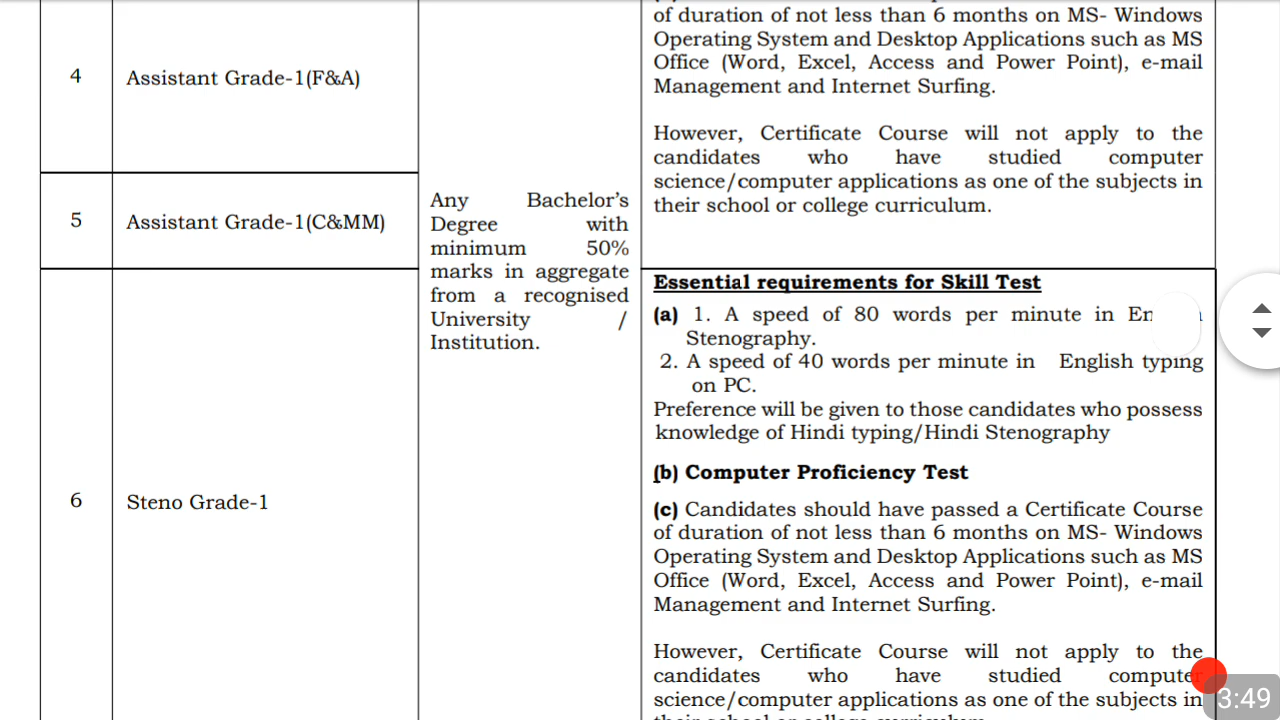 of duration of not less than 6 months on MS- Windows
Operating System and Desktop Applications such as MS
Office (Word, Excel, Access and Power Point), e-mail
Management and Internet Surfing.
However, Certificate Course will not apply to the
candidates who have studied computer
science/computer applications as one of the subjects in
their school or college curriculum.
4
Assistant Grade-1(F&A)
5
Assistant Grade-1(C&MM)
Any Bachelor's
Degree with
minimum 50%
marks in aggregate
from a recognised
University /
Institution.
6
Steno Grade-1
Essential requirements for Skill Test
(a) 1. A speed of 80 words per minute in
Stenography.
2. A speed of 40 words per minute in English typing
on PC.
Preference will be given to those candidates who possess
knowledge of Hindi typing/Hindi Stenography
(b) Computer Proficiency Test
(c) Candidates should have passed a Certificate Course
of duration of not less than 6 months on MS- Windows
Operating System and Desktop Applications such as MS
Office (Word, Excel, Access and Power Point), e-mail
Management and Internet Surfing.
However, Certificate Course will not apply to the
candidates who have studied computer
science/computer applications as one of the subjects in
3:49